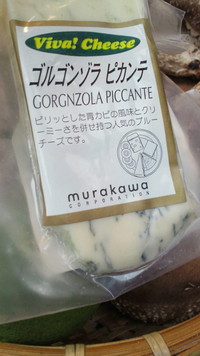 Viva! Cheese
ゴルゴンゾラ ピカンテ
GORGNZOLA PICCANTE
ピリッとした青カビの風味とクリ
ーミーさを併せ持つ人気のブルー
チーズです。
murakawa
CORPORATION